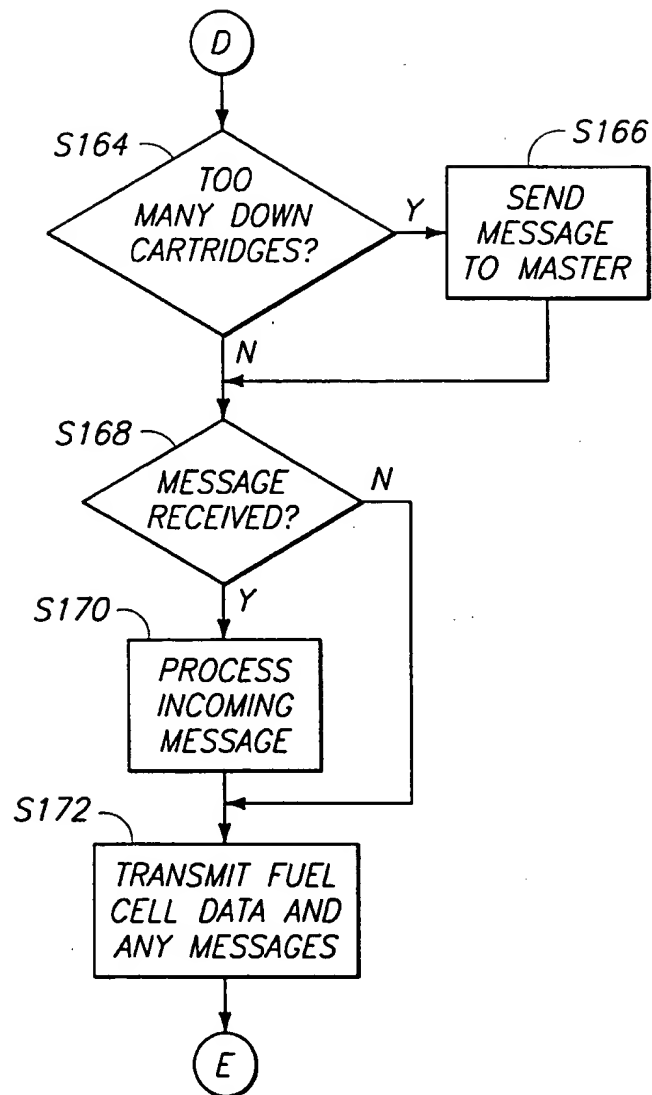 D
S164
TOO
MANY DOWN
CARTRIDGES?
Y
S166
SEND
MESSAGE
TO MASTER
N
S168
MESSAGE
RECEIVED?
N
Y
S170
PROCESS
INCOMING
MESSAGE
S172
TRANSMIT FUEL
CELL DATA AND
ANY MESSAGES
E